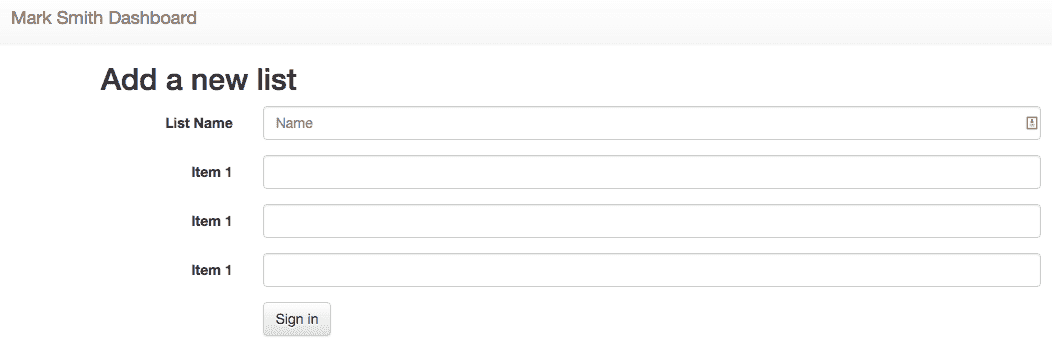 Mark Smith Dashboard
Add a new list
List Name Name
Item 1
Item 1
Item 1
Sign in